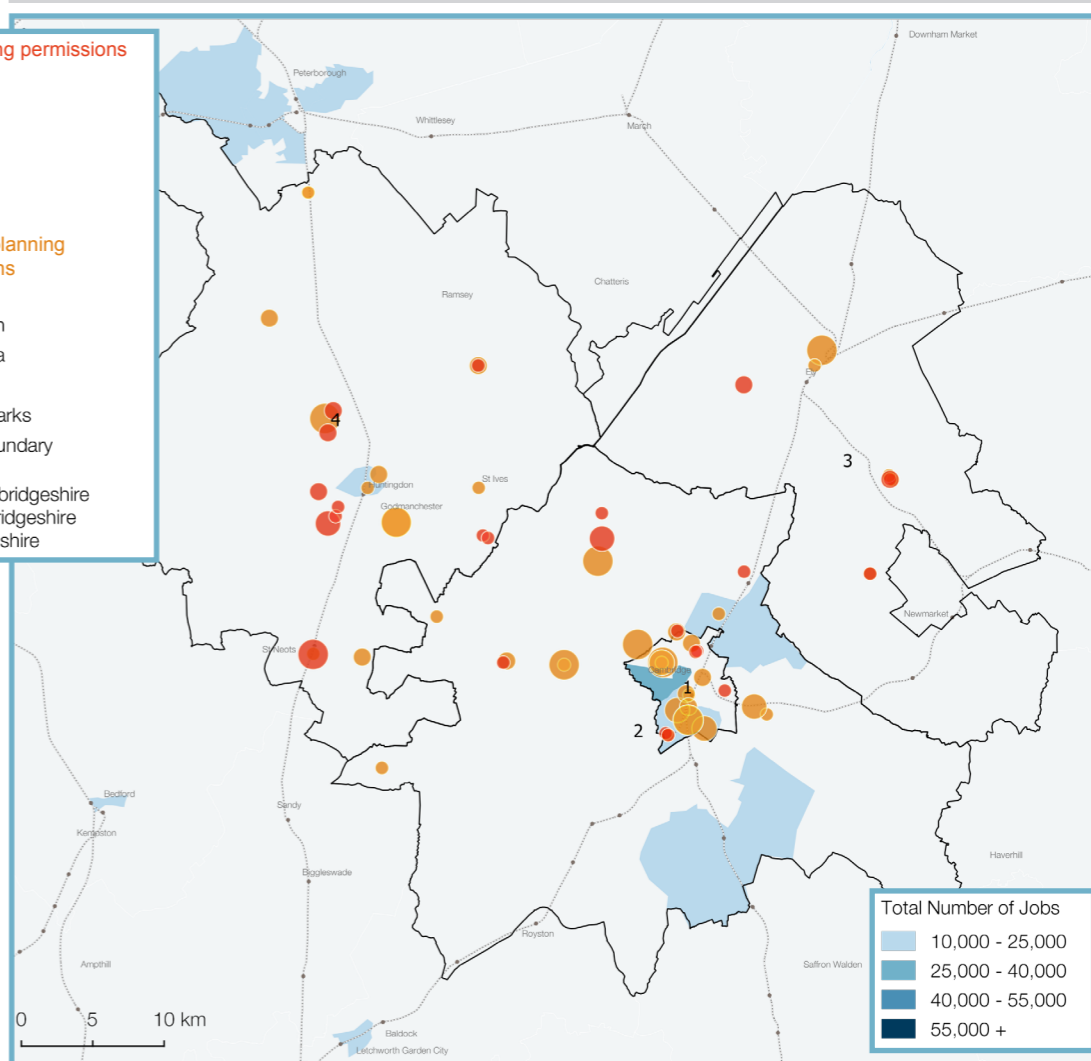 ng permissions
lanning
ns
n
a
arks
undary
bridgeshire
ridgeshire
shire
Downham Market
Peterborough
Whittlesey
March
Chatteris
Ramsey
Ely
4
3
Huntingdon
St Ives
Godmanchester
Newmarket
St Neots
Cambridge
1
2
Bedford
Kempston
Sandy
Biggleswade
Haverhill
Royston
Ampthill
Saffron Walden
Baldock
Letchworth Garden City
0 5 10 km
Total Number of Jobs
10,000 - 25,000
25,000 - 40,000
40,000 - 55,000
55,000 +